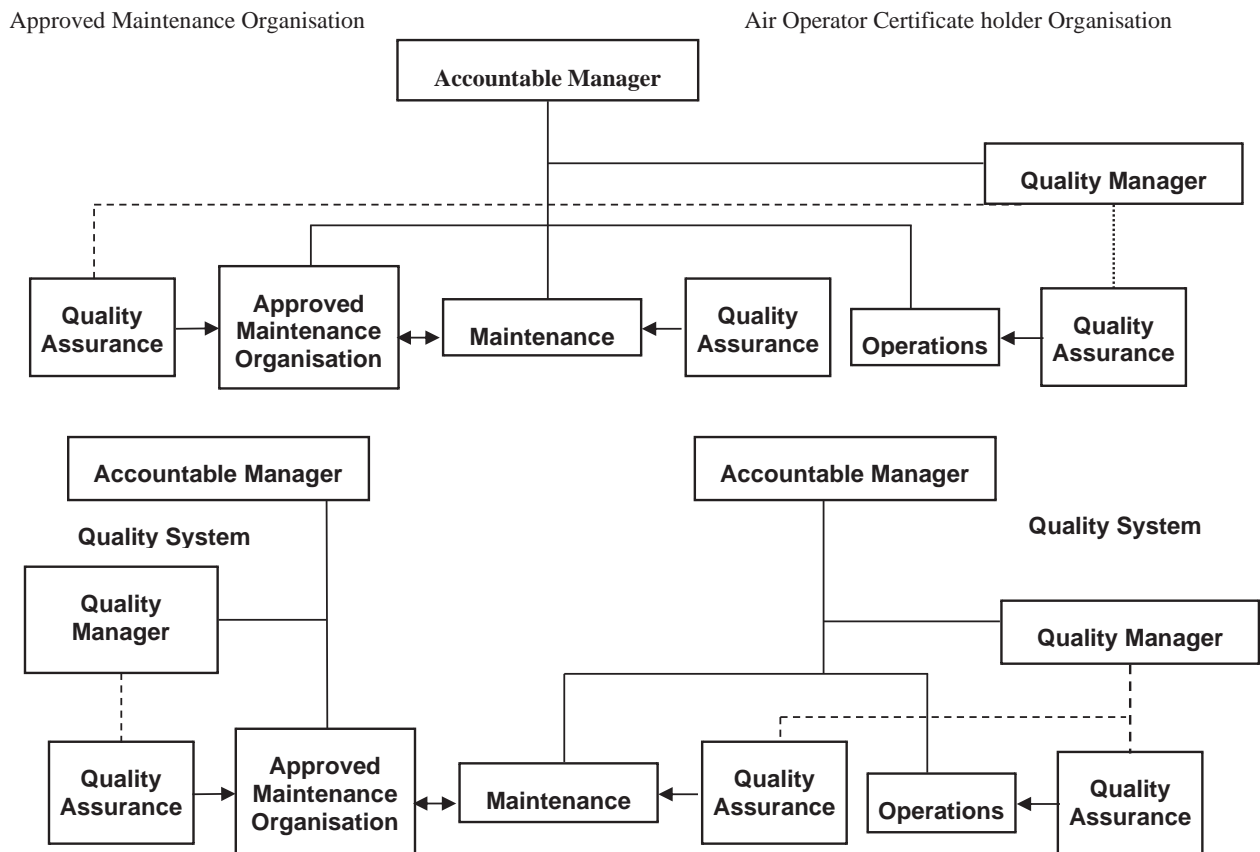 Approved Maintenance Organisation
Air Operator Certificate holder Organisation
Accountable Manager
Quality Manager
Quality
Assurance
Approved
Maintenance
Organisation
Maintenance
Quality
Assurance
Operations
Quality
Assurance
Accountable Manager
Accountable Manager
Quality System
Quality System
Quality
Manager
Quality Manager
Quality
Assurance
Approved
Maintenance
Organisation
Maintenance
Quality
Assurance
Operations
Quality
Assurance